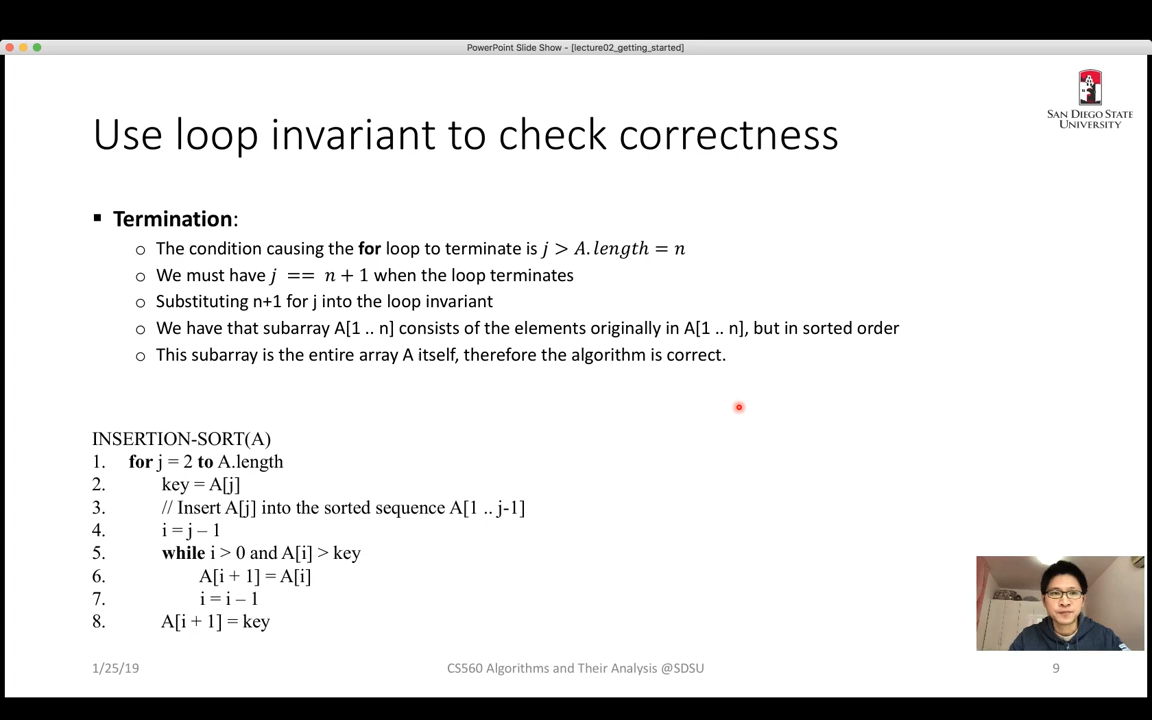 PowerPoint Slide Show - [lecture02_getting_started]
SAN DIEGO STATE
UNIVERSITY
Use loop invariant to check correctness
▪ Termination:
○ The condition causing the for loop to terminate is j > A.length = n
○ We must have j == n + 1 when the loop terminates
○ Substituting n+1 for j into the loop invariant
○ We have that subarray A[1 .. n] consists of the elements originally in A[1 .. n], but in sorted order
○ This subarray is the entire array A itself, therefore the algorithm is correct.
INSERTION-SORT(A)
1. for j = 2 to A.length
2. key = A[j]
3. // Insert A[j] into the sorted sequence A[1 .. j-1]
4. i = j – 1
5. while i > 0 and A[i] > key
6. A[i + 1] = A[i]
7. i = i – 1
8. A[i + 1] = key
1/25/19
CS560 Algorithms and Their Analysis @SDSU
9